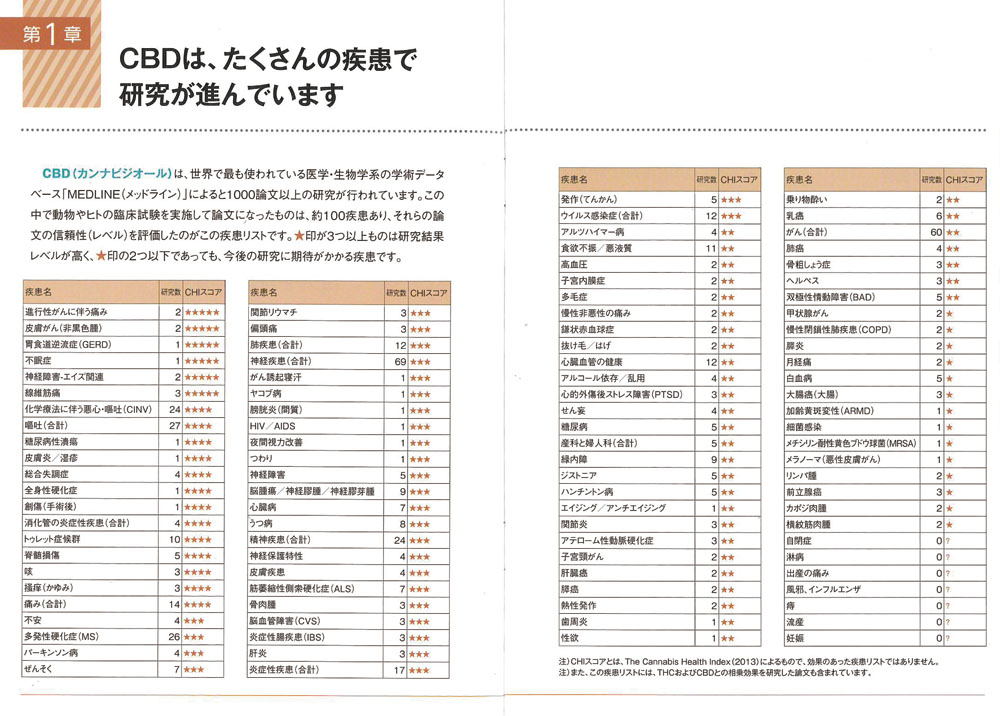 第1章
CBDは、たくさんの疾患で
研究が進んでいます
CBD(カンナビジオール)は、世界で最も使われている医学・生物学系の学術データ
ベース「MEDLINE(メッドライン)」によると1000論文以上の研究が行われています。この
中で動物やヒトの臨床試験を実施して論文になったものは、約100疾患あり、それらの論
文の信頼性(レベル)を評価したのがこの疾患リストです。★印が3つ以上ものは研究結果
レベルが高く、★印の2つ以下であっても、今後の研究に期待がかかる疾患です。
疾患名 研究数 CHIスコア
進行性がんに伴う痛み 2 ★★★★★
皮膚がん(非黒色腫) 2 ★★★★★
胃食道逆流症(GERD) 1 ★★★★★
不眠症 1 ★★★★★
神経障害-エイズ関連 2 ★★★★★
線維筋痛 3 ★★★★★
化学療法に伴う悪心・嘔吐(CINV) 24 ★★★★
嘔吐(合計) 27 ★★★★
糖尿病性潰瘍 1 ★★★★
皮膚炎/湿疹 1 ★★★★
総合失調症 4 ★★★★
全身性硬化症 1 ★★★★
創傷(手術後) 1 ★★★★
消化管の炎症性疾患(合計) 4 ★★★★
トゥレット症候群 10 ★★★★
脊髄損傷 5 ★★★★
咳 3 ★★★★
掻痒(かゆみ) 3 ★★★★
痛み(合計) 14 ★★★★
不安 4 ★★★
多発性硬化症(MS) 26 ★★★
パーキンソン病 4 ★★★
ぜんそく 7 ★★★
疾患名 研究数 CHIスコア
関節リウマチ 3 ★★★
偏頭痛 3 ★★★
肺疾患(合計) 12 ★★★
神経疾患(合計) 69 ★★★
がん誘起寝汗 1 ★★★
ヤコブ病 1 ★★★
膀胱炎(間質) 1 ★★★
HIV/AIDS 1 ★★★
夜間視力改善 1 ★★★
つわり 1 ★★★
神経障害 5 ★★★
脳腫瘍/神経膠腫/神経膠芽腫 9 ★★★
心臓病 7 ★★★
うつ病 8 ★★★
精神疾患(合計) 24 ★★★
神経保護特性 4 ★★★
皮膚疾患 4 ★★★
筋萎縮性側索硬化症(ALS) 7 ★★★
骨肉腫 3 ★★★
脳血管障害(CVS) 3 ★★★
炎症性腸疾患(IBS) 3 ★★★
肝炎 3 ★★★
炎症性疾患(合計) 17 ★★★
疾患名 研究数 CHIスコア
発作(てんかん) 5 ★★★
ウイルス感染症(合計) 12 ★★★
アルツハイマー病 4 ★★
食欲不振/悪液質 11 ★★
高血圧 2 ★★
子宮内膜症 2 ★★
多毛症 2 ★★
慢性非悪性の痛み 2 ★★
鎌状赤血球症 2 ★★
抜け毛/はげ 2 ★★
心臓血管の健康 12 ★★
アルコール依存/乱用 4 ★★
心的外傷後ストレス障害(PTSD) 3 ★★
せん妄 4 ★★
糖尿病 5 ★★
産科と婦人科(合計) 5 ★★
緑内障 9 ★★
ジストニア 5 ★★
ハンチントン病 5 ★★
エイジング/アンチエイジング 1 ★★
関節炎 3 ★★
アテローム性動脈硬化症 3 ★★
子宮頸がん 2 ★★
肝臓癌 2 ★★
膵癌 2 ★★
熱性発作 2 ★★
歯周炎 1 ★★
性欲 1 ★★
疾患名 研究数 CHIスコア
乗り物酔い 2 ★★
乳癌 6 ★★
がん(合計) 60 ★★
肺癌 4 ★★
骨粗しょう症 3 ★★
ヘルペス 3 ★★
双極性情動障害(BAD) 5 ★★
甲状腺がん 2 ★
慢性閉鎖性肺疾患(COPD) 2 ★
膵炎 2 ★
月経痛 2 ★
白血病 5 ★
大腸癌(大腸) 3 ★
加齢黄斑変性(ARMD) 1 ★
細菌感染 1 ★
メチシリン耐性黄色ブドウ球菌(MRSA) 1 ★
メラノーマ(悪性皮膚がん) 1 ★
リンパ腫 2 ★
前立腺癌 3 ★
カポジ肉腫 2 ★
横紋筋肉腫 2 ★
自閉症 0 ?
淋病 0 ?
出産の痛み 0 ?
風邪、インフルエンザ 0 ?
痔 0 ?
流産 0 ?
妊娠 0 ?
注)CHIスコアとは、The Cannabis Health Index(2013)によるもので、効果のあった疾患リストではありません。
注)また、この疾患リストには、THCおよびCBDとの相乗効果を研究した論文も含まれています。